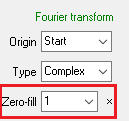 Fourier transform
Origin Start
Type Complex
Zero-fill 1 ×